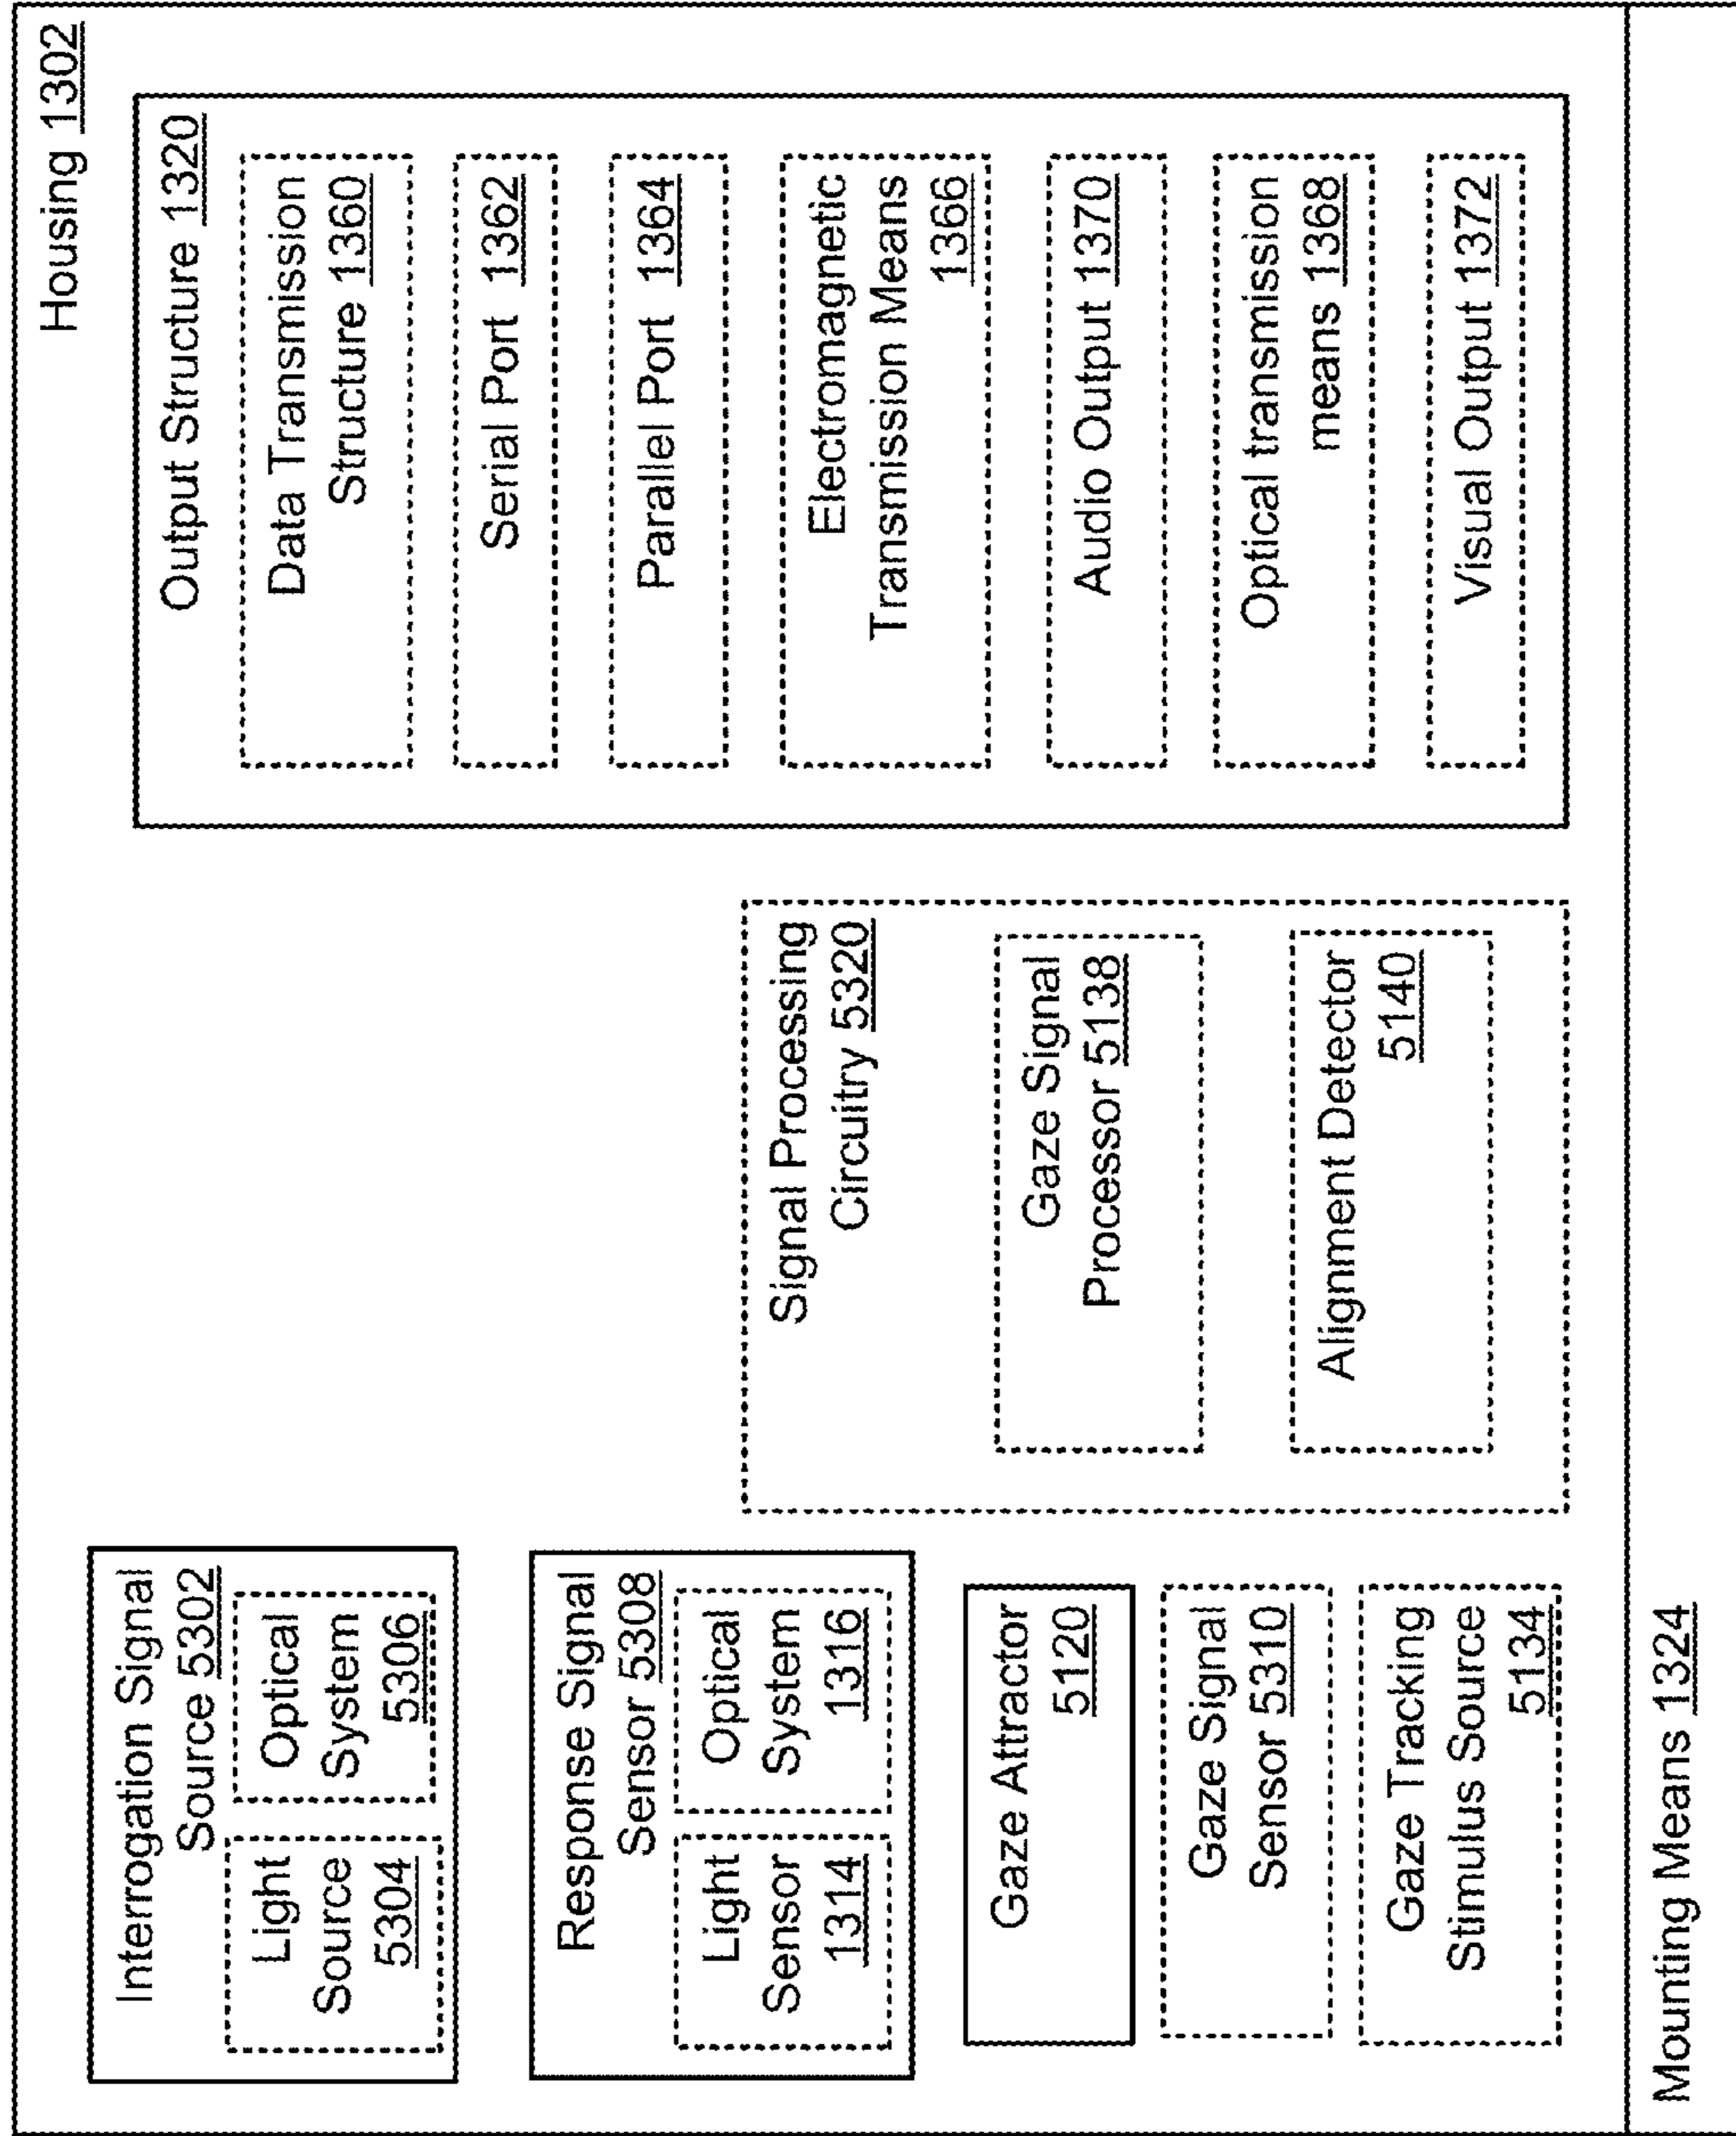 Housing 1302
Interrogation Signal
Source 5302
Light
Source
5304
Optical
System
5306
Response Signal
Sensor 5308
Light
Sensor
1314
Optical
System
1316
Gaze Attractor
5120
Gaze Signal
Sensor 5310
Gaze Tracking
Stimulus Source
5134
Signal Processing
Circuitry 5320
Gaze Signal
Processor 5138
Alignment Detector
5140
Output Structure 1320
Data Transmission
Structure 1360
Serial Port 1362
Parallel Port 1364
Electromagnetic
Transmission Means
1366
Audio Output 1370
Optical transmission
means 1368
Visual Output 1372
Mounting Means 1324